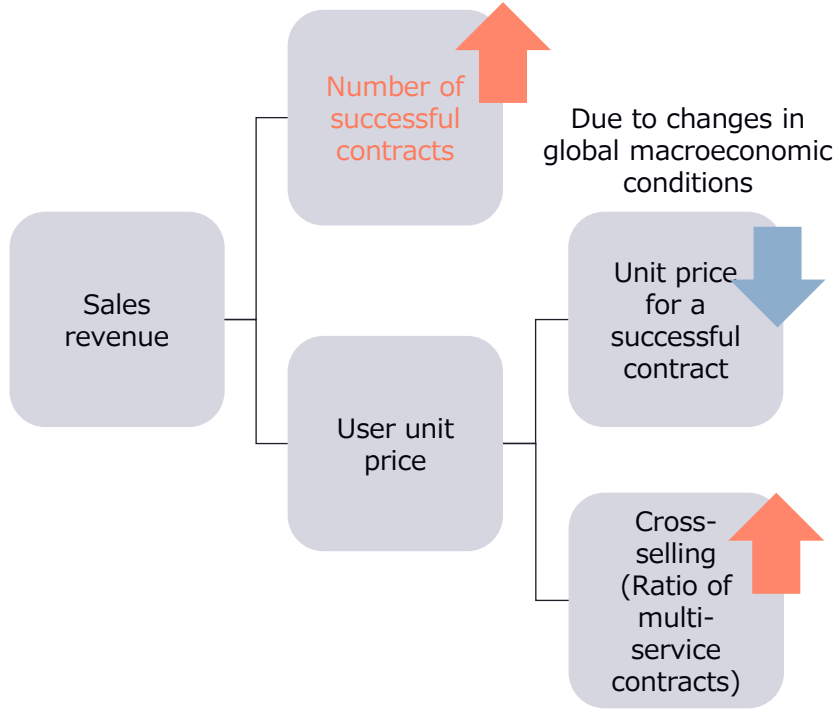 Number of
successful
contracts
Due to changes in
global macroeconomic
conditions
Sales
revenue
Unit price
for a
successful
contract
User unit
price
Cross-
selling
(Ratio of
multi-
service
contracts)